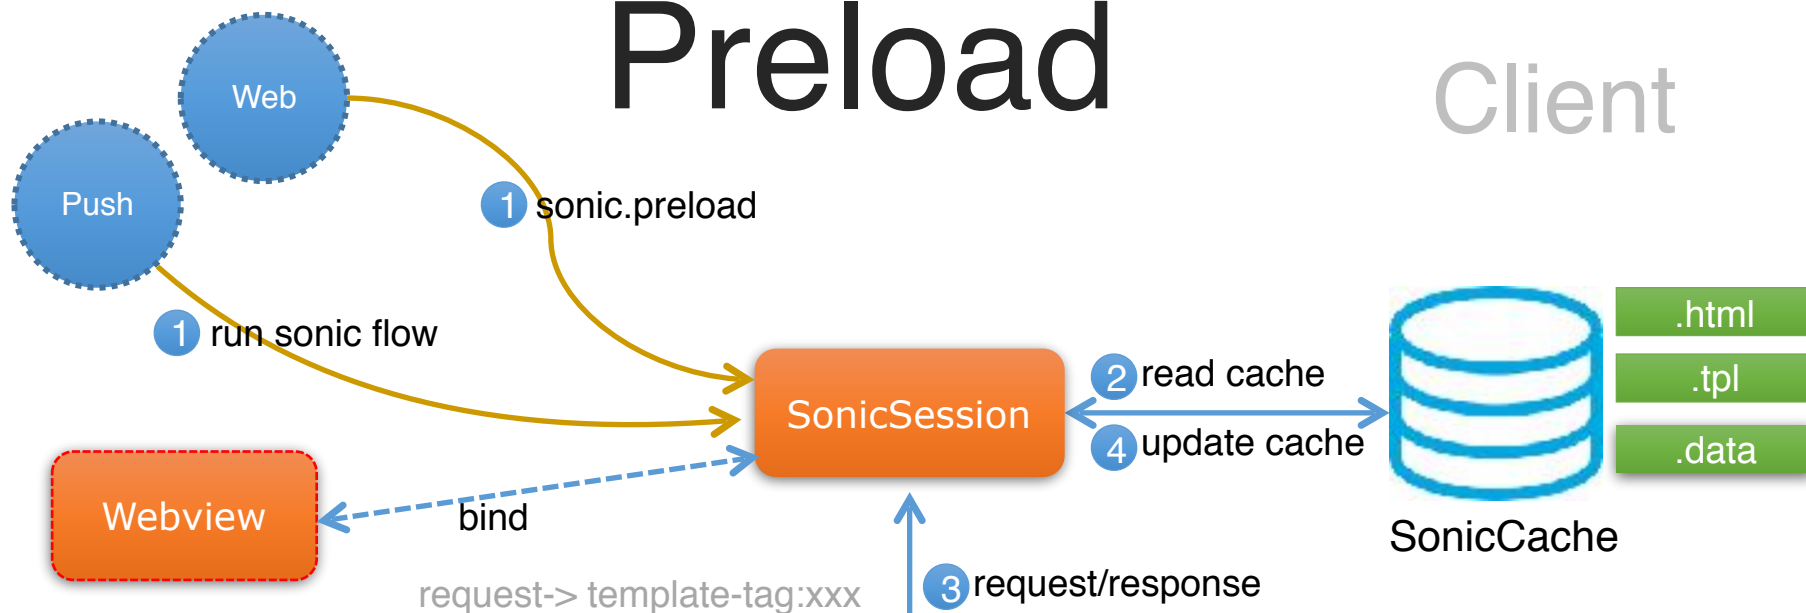 Preload
Client
Web
Push
1 sonic.preload
1 run sonic flow
.html
.tpl
.data
SonicSession
2 read cache
4 update cache
Webview
bind
SonicCache
request-> template-tag:xxx
3 request/response